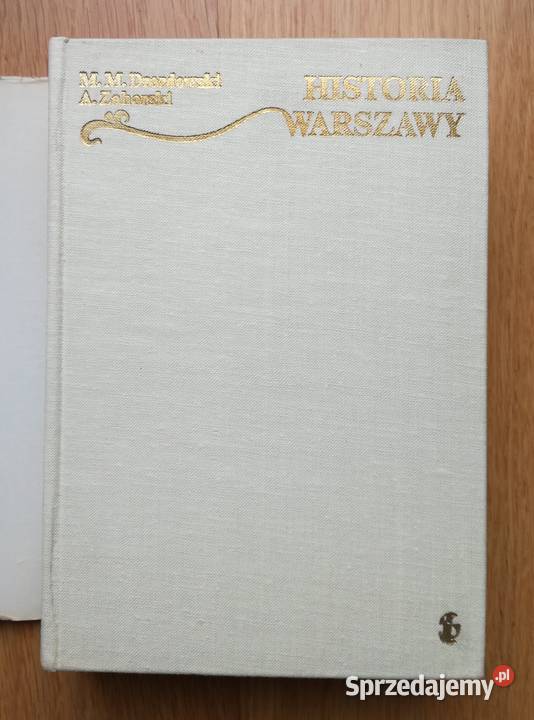 M. M. Drozdowski
A. Zahorski
HISTORIA
WARSZAWY
Sprzedajemy.pl